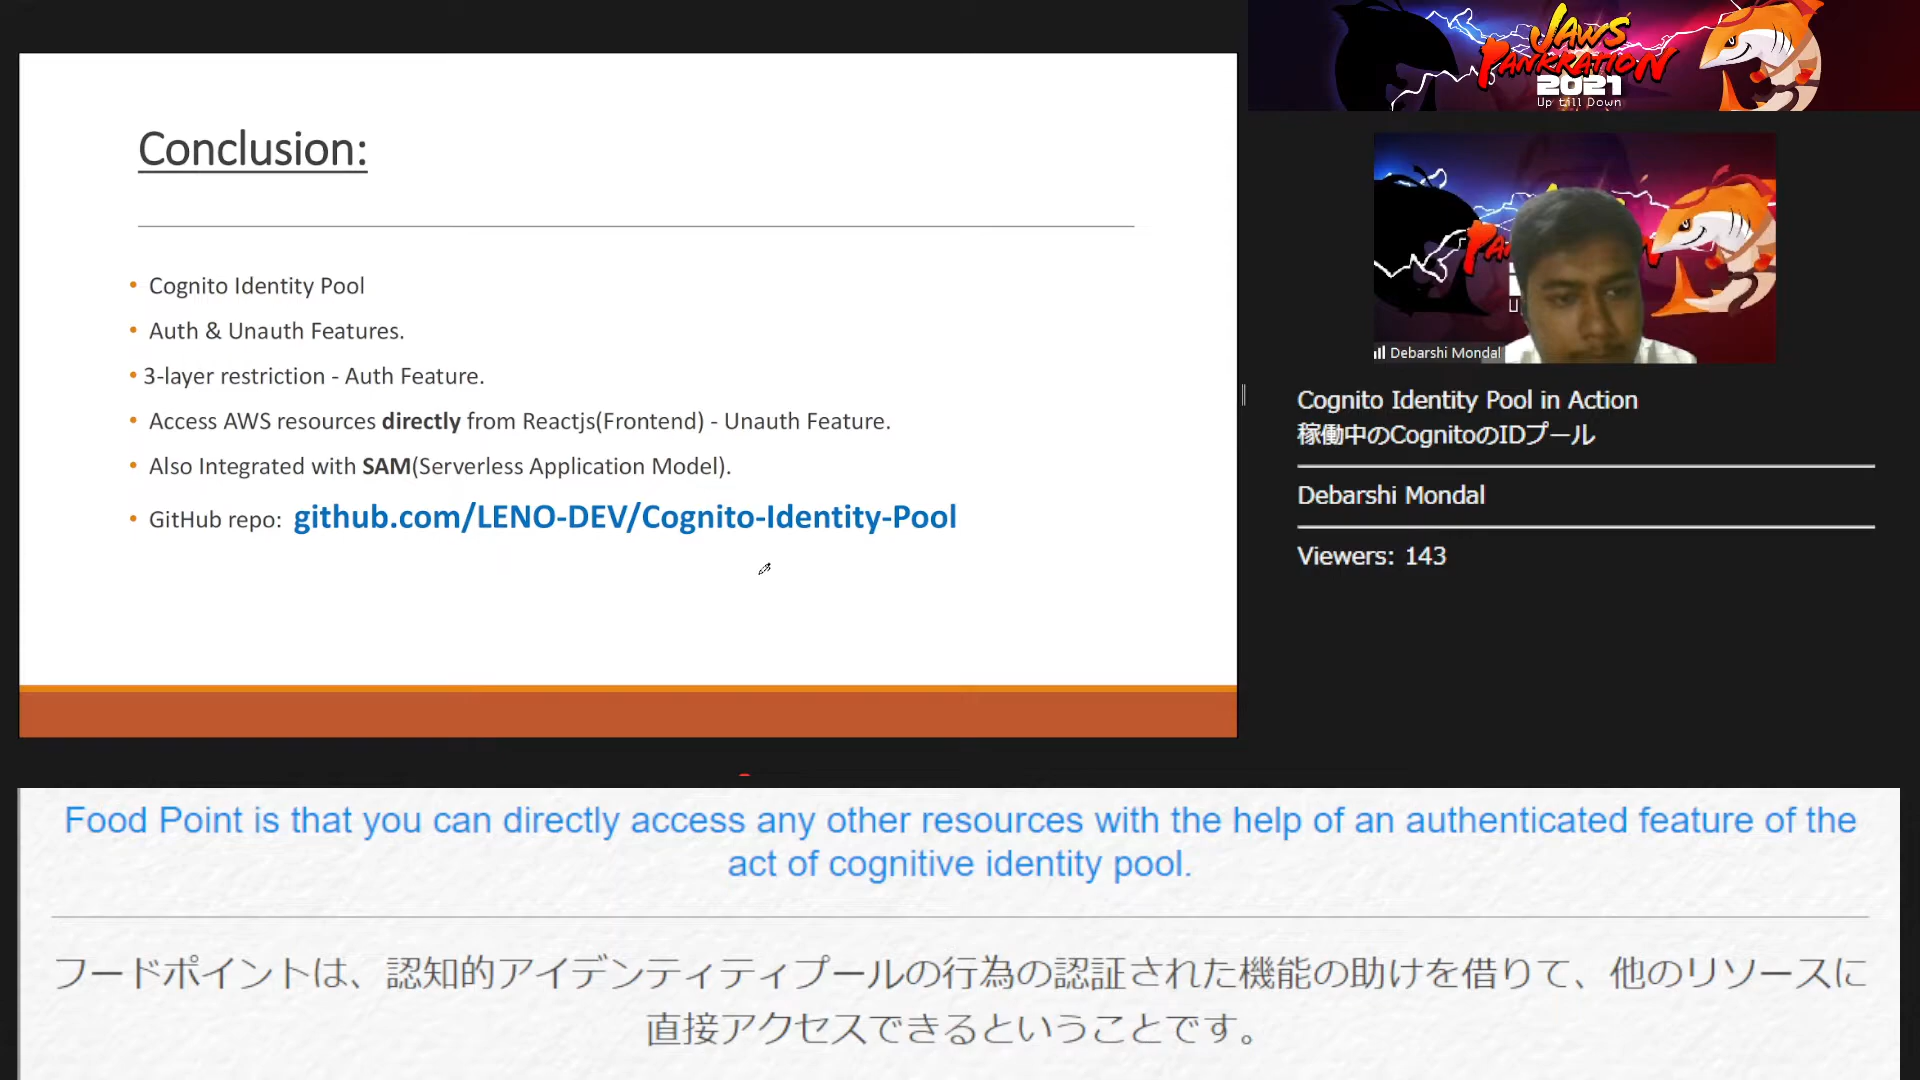 Conclusion:
• Cognito Identity Pool
• Auth & Unauth Features.
• 3-layer restriction - Auth Feature.
• Access AWS resources directly from Reactjs(Frontend) - Unauth Feature.
• Also Integrated with SAM(Serverless Application Model).
• GitHub repo: github.com/LENO-DEV/Cognito-Identity-Pool
JAWS
PANKRATION
2021
Up till Down
Debarshi Mondal
Cognito Identity Pool in Action
稼働中のCognitoのIDプール
Debarshi Mondal
Viewers: 143
Food Point is that you can directly access any other resources with the help of an authenticated feature of the
act of cognitive identity pool.
フードポイントは、認知的アイデンティティプールの行為の認証された機能の助けを借りて、他のリソースに
直接アクセスできるということです。